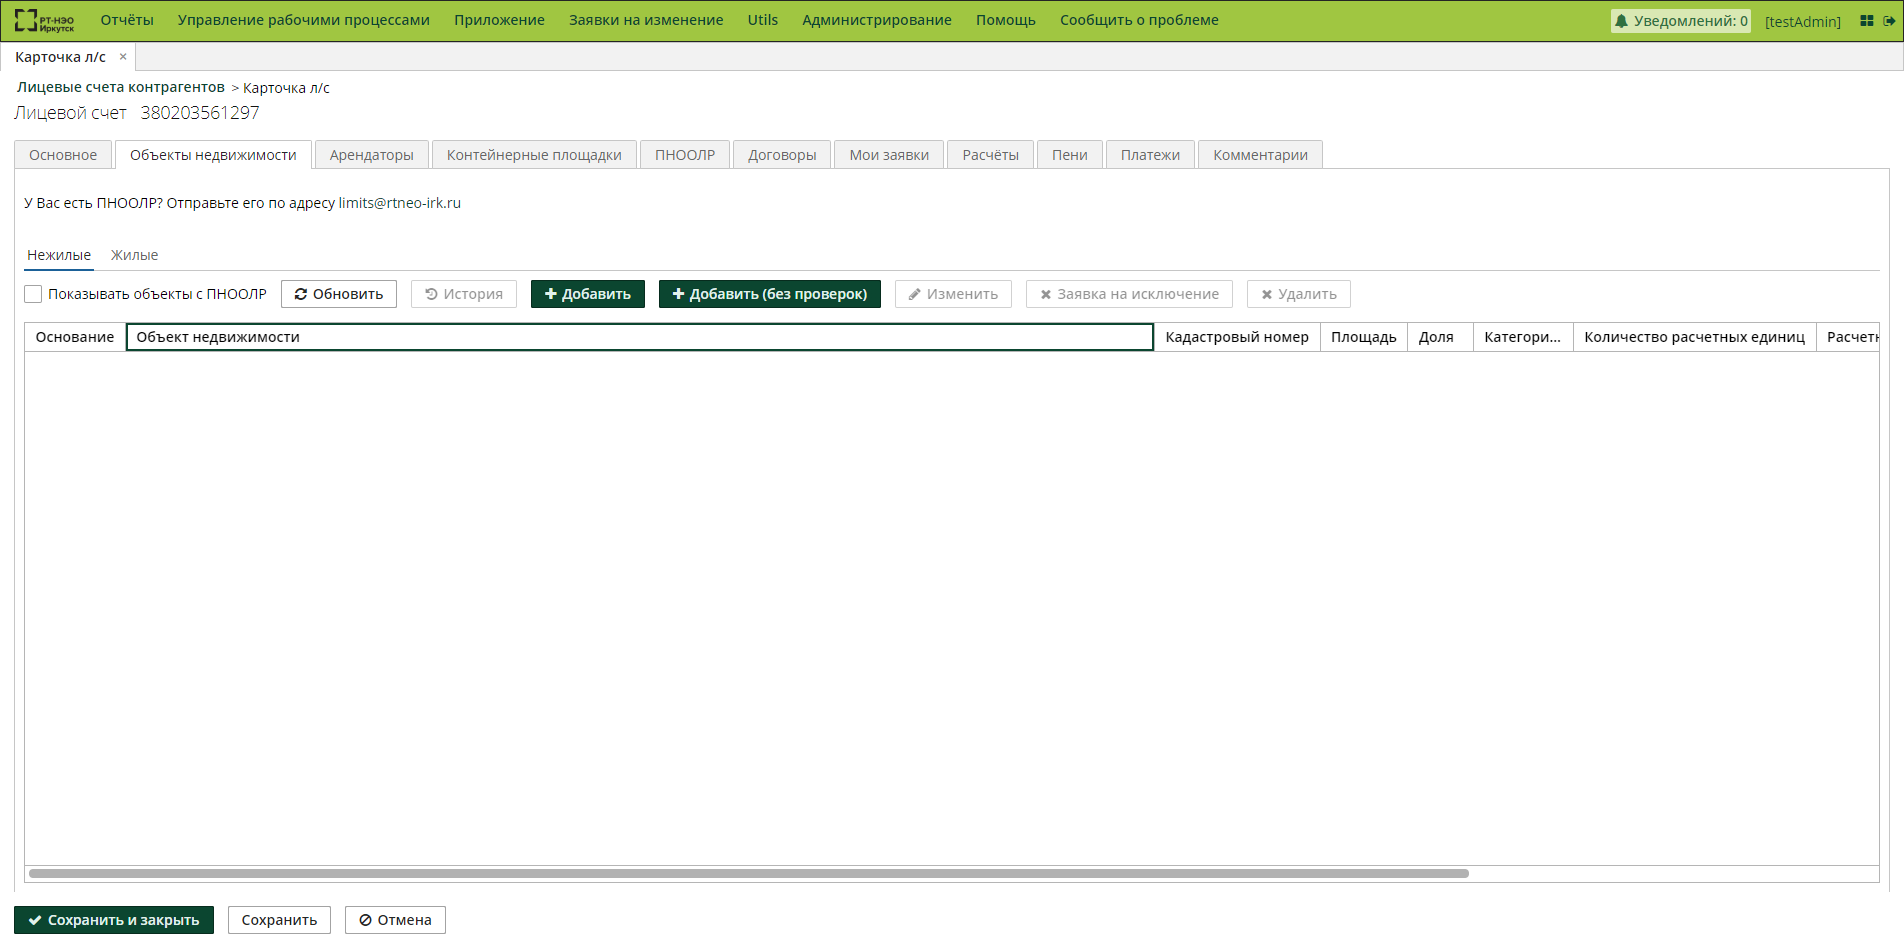 РТ-НЭО Иркутск Отчёты Управление рабочими процессами Приложение Заявки на изменение Utils Администрирование Помощь Сообщить о проблеме Уведомлений: 0 [testAdmin]
Карточка л/с ×
Лицевые счета контрагентов > Карточка л/с
Лицевой счет 380203561297
Основное Объекты недвижимости Арендаторы Контейнерные площадки ПНООЛР Договоры Мои заявки Расчёты Пени Платежи Комментарии
У Вас есть ПНООЛР? Отправьте его по адресу limits@rtneo-irk.ru
Нежилые Жилые
Показывать объекты с ПНООЛР Обновить История Добавить Добавить (без проверок) Изменить Заявка на исключение Удалить
Основание Объект недвижимости Кадастровый номер Площадь Доля Категори... Количество расчетных единиц Расчетн
Сохранить и закрыть Сохранить Отмена